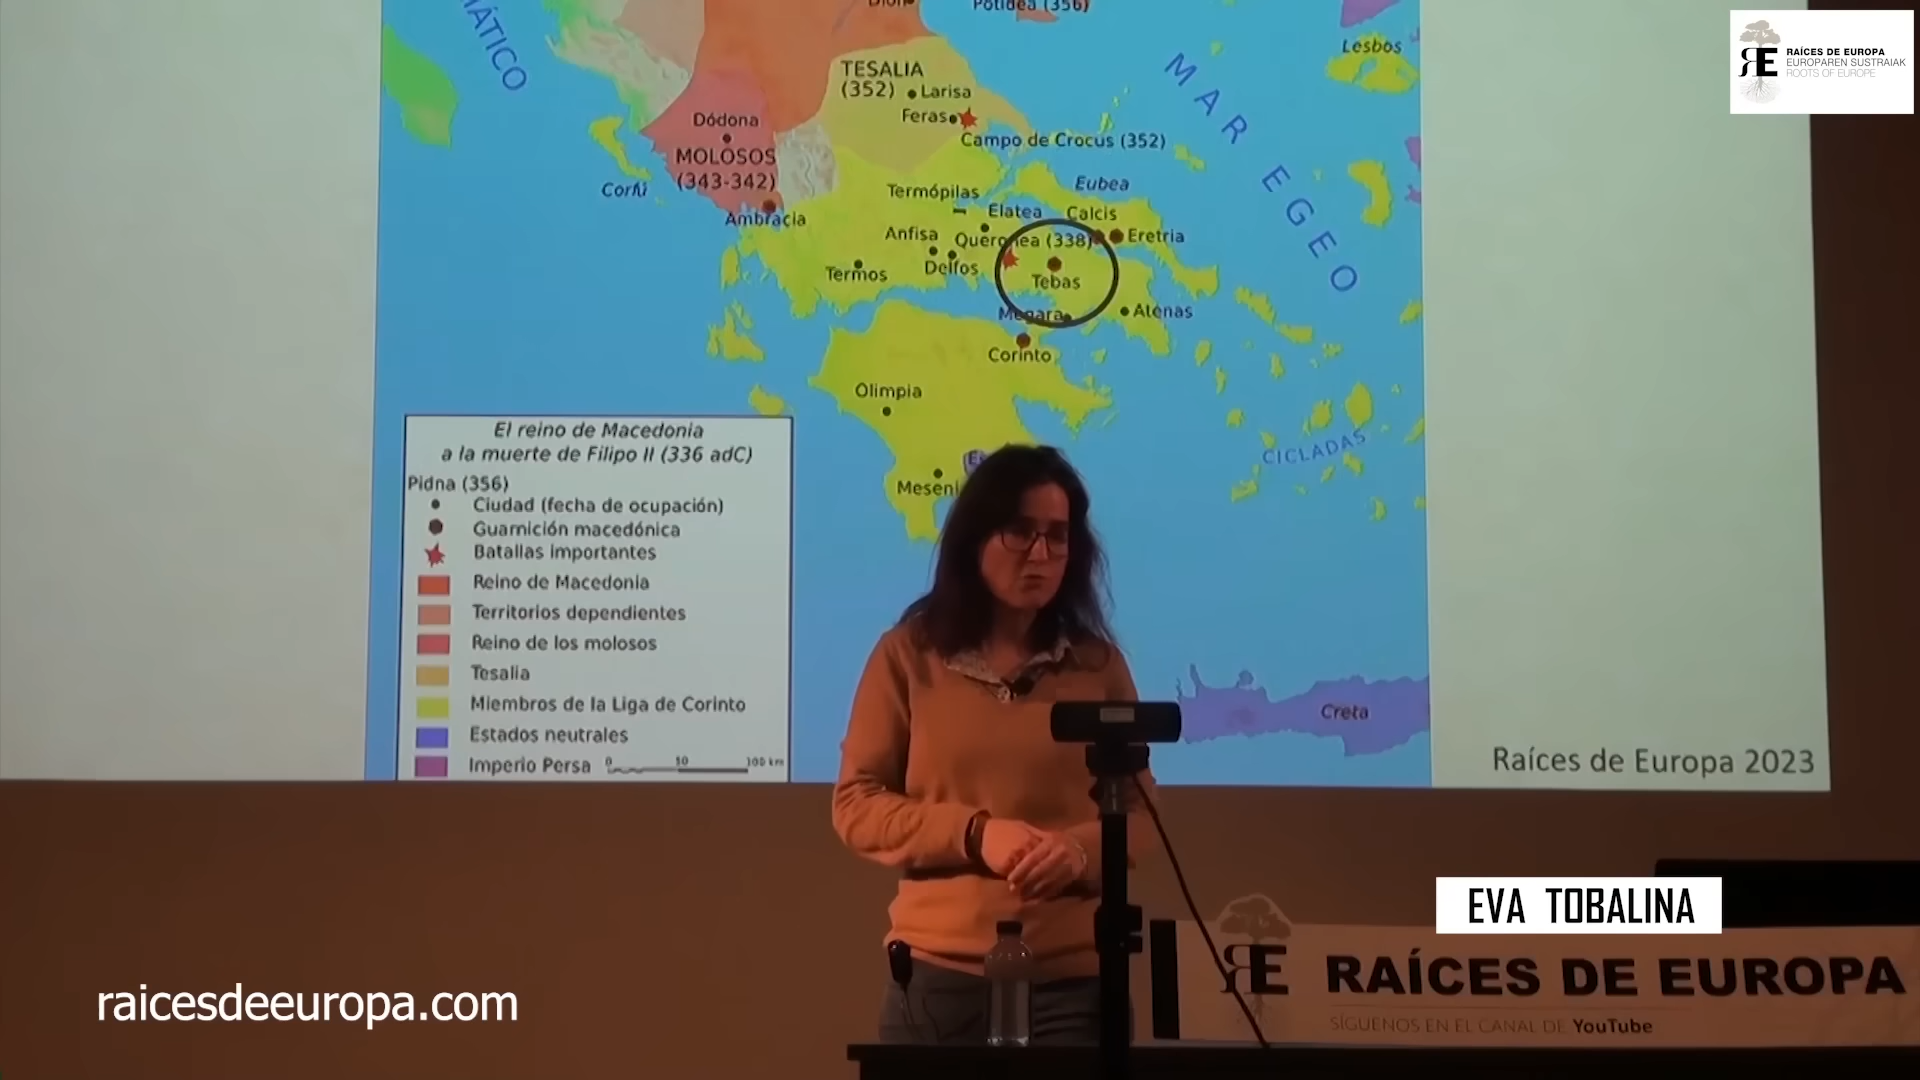 Potidea (356)
Lesbos
RAÍCES DE EUROPA
EUROPAREN SUSTRAIAK
ROOTS OF EUROPE
TESALIA
(352)
Larisa
Feras
Campo de Crocus (352)
MAR EGEO
Dódona
MOLOSOS
(343-342)
Corfú
Ambracia
Termópilas
Eubea
Elatea
Calcis
Anfisa
Queronea (338)
Eretria
Termos
Delfos
Tebas
Megara
Atenas
Corinto
Olimpia
CICLADAS
El reino de Macedonia
a la muerte de Filipo II (336 adC)
Pidna (356)
Ciudad (fecha de ocupación)
Guarnición macedónica
Batallas importantes
Reino de Macedonia
Territorios dependientes
Reino de los molosos
Tesalia
Miembros de la Liga de Corinto
Estados neutrales
Imperio Persa
0 50 100 km
Meseni
Creta
Raíces de Europa 2023
EVA TOBALINA
RE RAÍCES DE EUROPA
SÍGUENOS EN EL CANAL DE YouTube
raicesdeeuropa.com